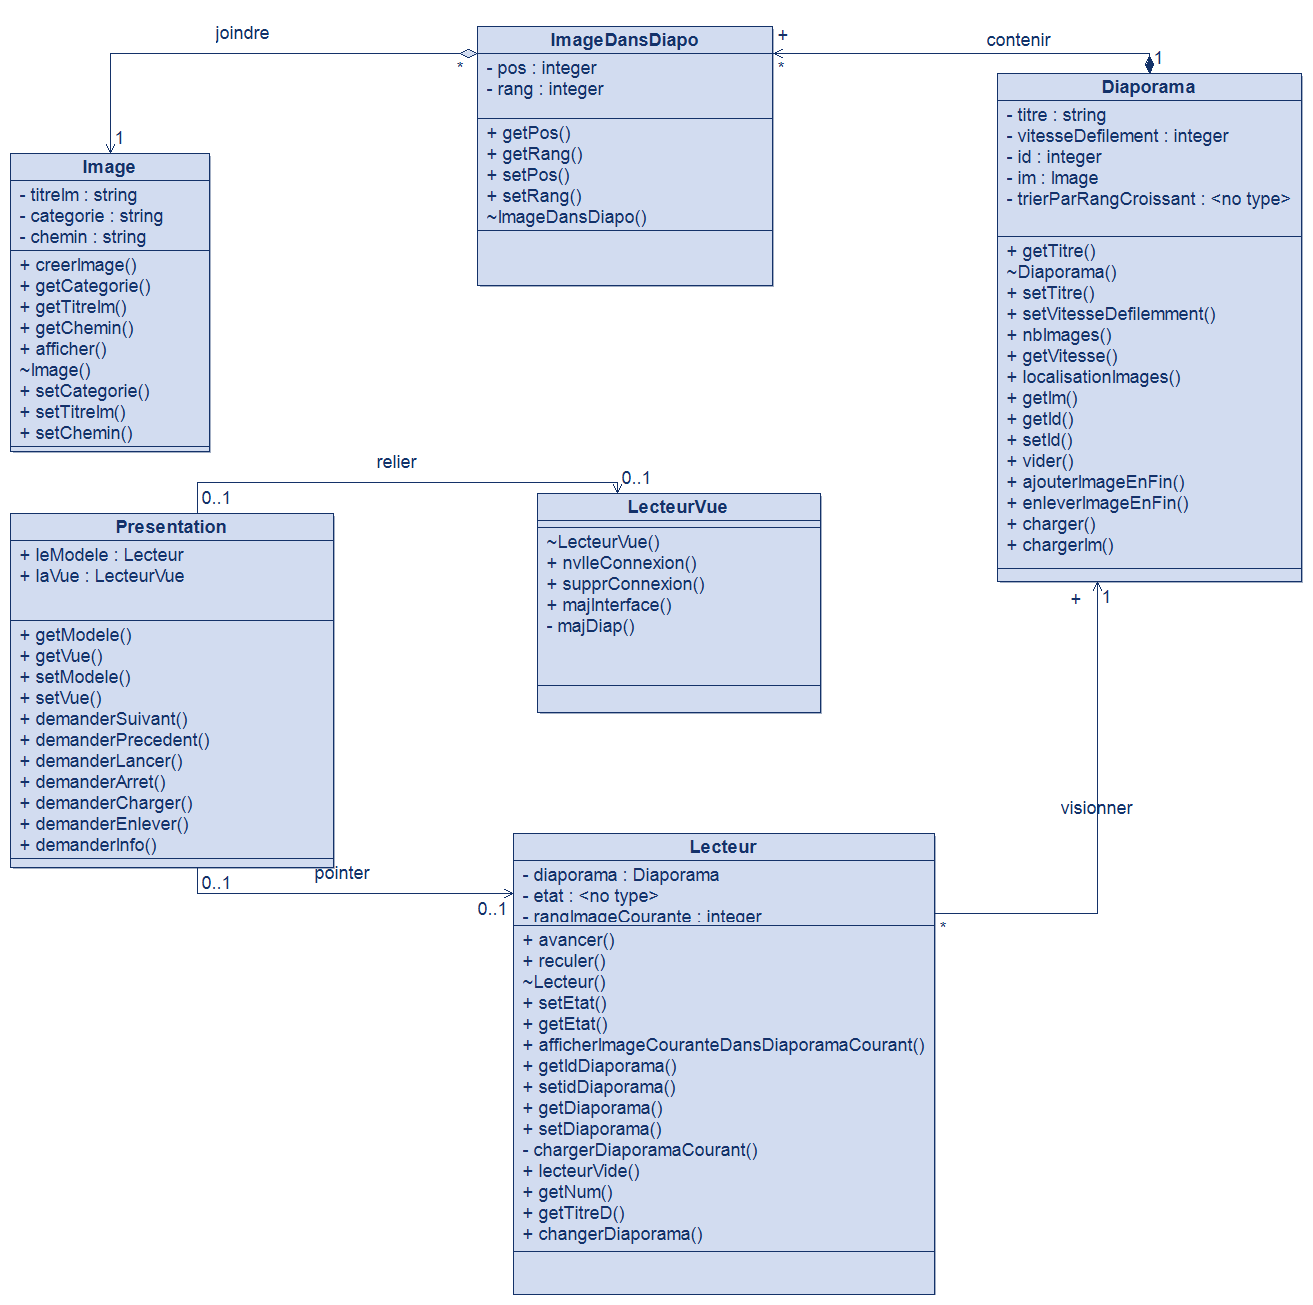 joindre
*
1
ImageDansDiapo
- pos : integer
- rang : integer
+ getPos()
+ getRang()
+ setPos()
+ setRang()
~ImageDansDiapo()
+
*
contenir
1
Diaporama
- titre : string
- vitesseDefilement : integer
- id : integer
- im : Image
- trierParRangCroissant : <no type>
+ getTitre()
~Diaporama()
+ setTitre()
+ setVitesseDefilemment()
+ nbImages()
+ getVitesse()
+ localisationImages()
+ getIm()
+ getId()
+ setId()
+ vider()
+ ajouterImageEnFin()
+ enleverImageEnFin()
+ charger()
+ chargerIm()
Image
- titreIm : string
- categorie : string
- chemin : string
+ creerImage()
+ getCategorie()
+ getTitreIm()
+ getChemin()
+ afficher()
~Image()
+ setCategorie()
+ setTitreIm()
+ setChemin()
relier
0..1
0..1
LecteurVue
~LecteurVue()
+ nvlleConnexion()
+ supprConnexion()
+ majInterface()
- majDiap()
Presentation
+ leModele : Lecteur
+ laVue : LecteurVue
+ getModele()
+ getVue()
+ setModele()
+ setVue()
+ demanderSuivant()
+ demanderPrecedent()
+ demanderLancer()
+ demanderArret()
+ demanderCharger()
+ demanderEnlever()
+ demanderInfo()
0..1
pointer
0..1
+
1
visionner
*
Lecteur
- diaporama : Diaporama
- etat : <no type>
- rangImageCourante : integer
+ avancer()
+ reculer()
~Lecteur()
+ setEtat()
+ getEtat()
+ afficherImageCouranteDansDiaporamaCourant()
+ getIdDiaporama()
+ setidDiaporama()
+ getDiaporama()
+ setDiaporama()
- chargerDiaporamaCourant()
+ lecteurVide()
+ getNum()
+ getTitreD()
+ changerDiaporama()